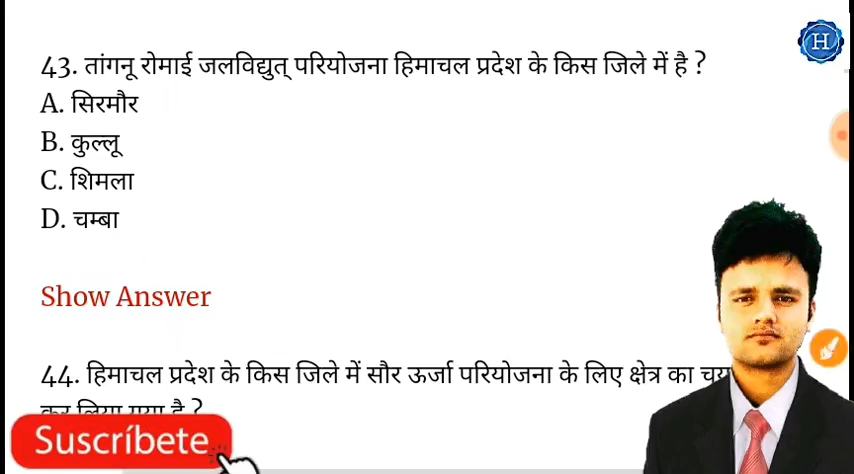 H
43. तांगनू रोमाई जलविद्युत् परियोजना हिमाचल प्रदेश के किस जिले में है ?
A. सिरमौर
B. कुल्लू
C. शिमला
D. चम्बा
Show Answer
44. हिमाचल प्रदेश के किस जिले में सौर ऊर्जा परियोजना के लिए क्षेत्र का
कर लिया गया है ?
Suscríbete